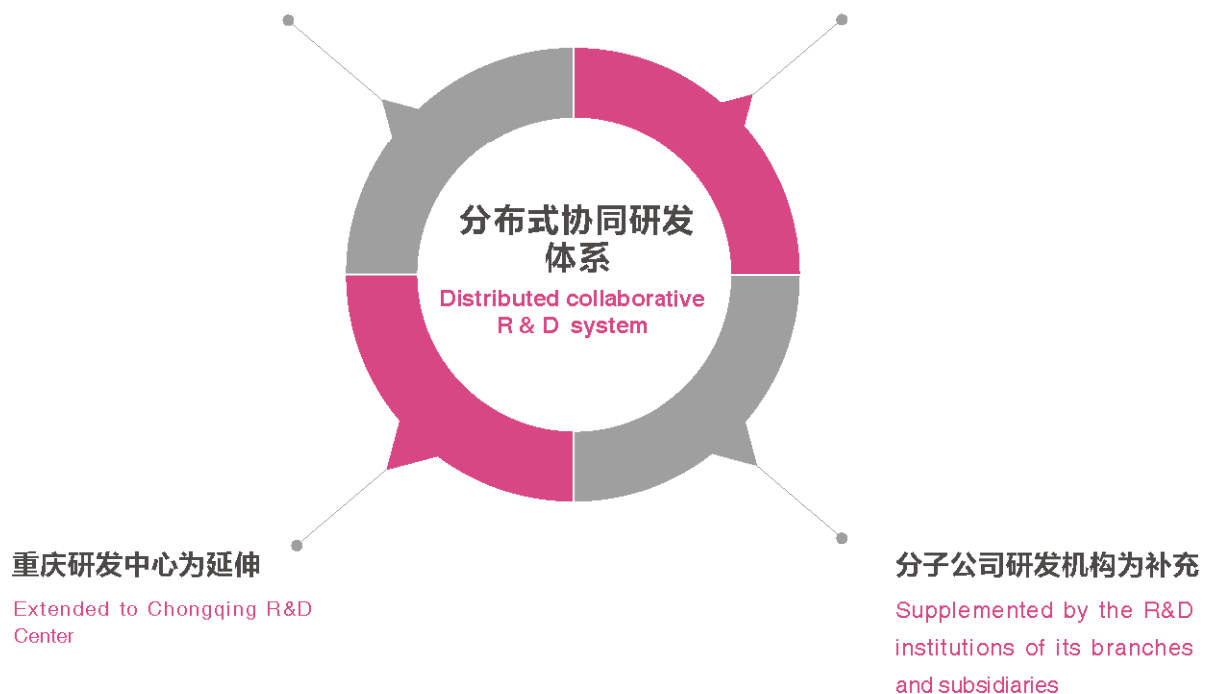 分布式协同研发
体系
Distributed collaborative
R & D system
重庆研发中心为延伸
Extended to Chongqing R&D
Center
分子公司研发机构为补充
Supplemented by the R&D
institutions of its branches
and subsidiaries